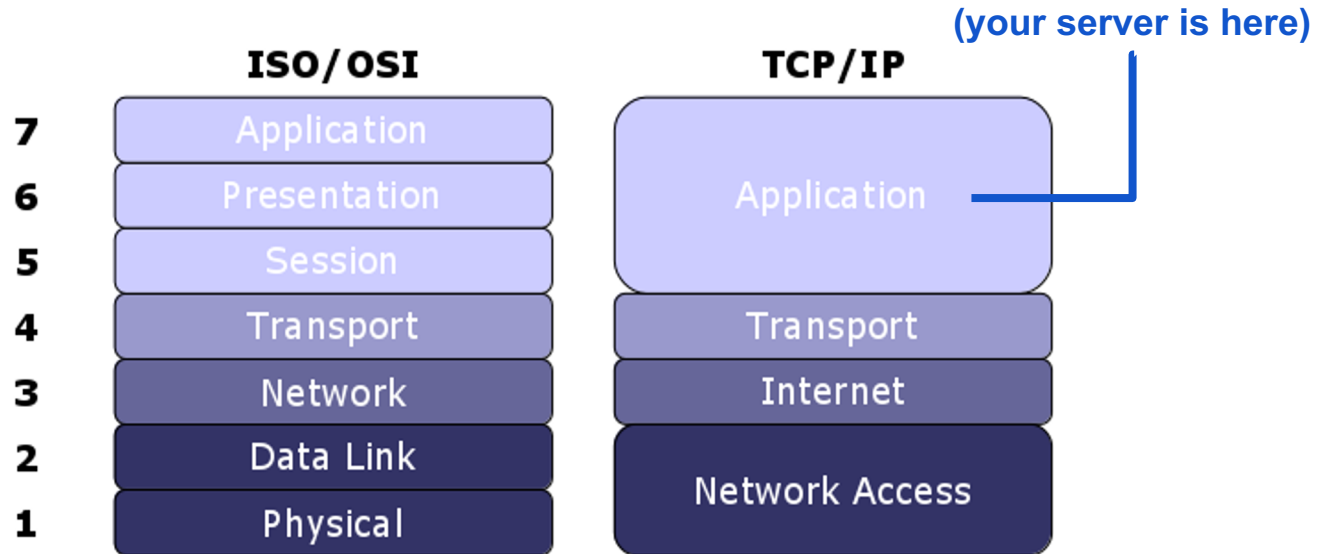 (your server is here)
ISO/OSI TCP/IP
7 Application
6 Presentation Application
5 Session
4 Transport Transport
3 Network Internet
2 Data Link
Network Access
1 Physical